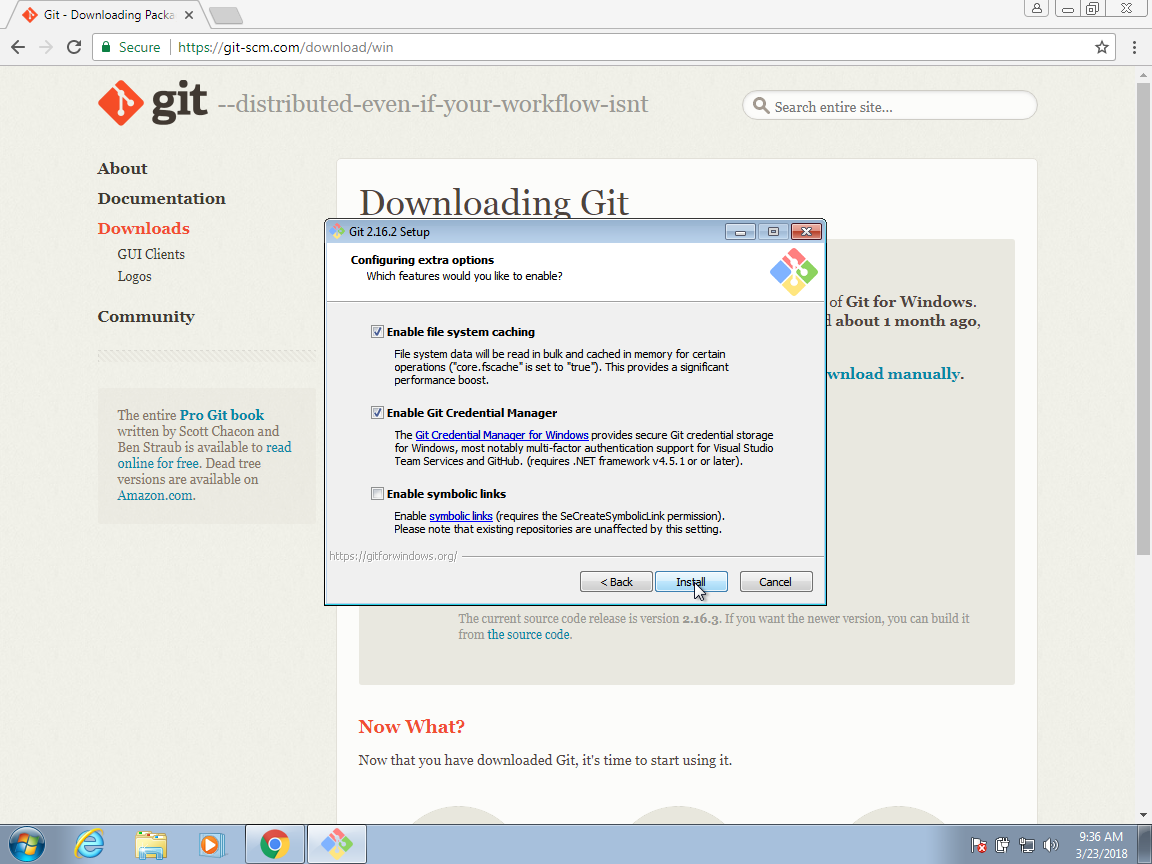 Git - Downloading Packa
Secure
https://git-scm.com/download/win
git --distributed-even-if-your-workflow-isnt
Search entire site...
About
Documentation
Downloads
GUI Clients
Logos
Community
The entire Pro Git book
written by Scott Chacon and
Ben Straub is available to read
online for free. Dead tree
versions are available on
Amazon.com.
Downloading Git
of Git for Windows.
d about 1 month ago,
wnload manually.
Git 2.16.2 Setup
Configuring extra options
Which features would you like to enable?
Enable file system caching
File system data will be read in bulk and cached in memory for certain
operations ("core.fscache" is set to "true"). This provides a significant
performance boost.
Enable Git Credential Manager
The Git Credential Manager for Windows provides secure Git credential storage
for Windows, most notably multi-factor authentication support for Visual Studio
Team Services and GitHub. (requires .NET framework v4.5.1 or or later).
Enable symbolic links
Enable symbolic links (requires the SeCreateSymbolicLink permission).
Please note that existing repositories are unaffected by this setting.
https://gitforwindows.org/
< Back
Install
Cancel
The current source code release is version 2.16.3. If you want the newer version, you can build it
from the source code.
Now What?
Now that you have downloaded Git, it's time to start using it.
9:36 AM
3/23/2018